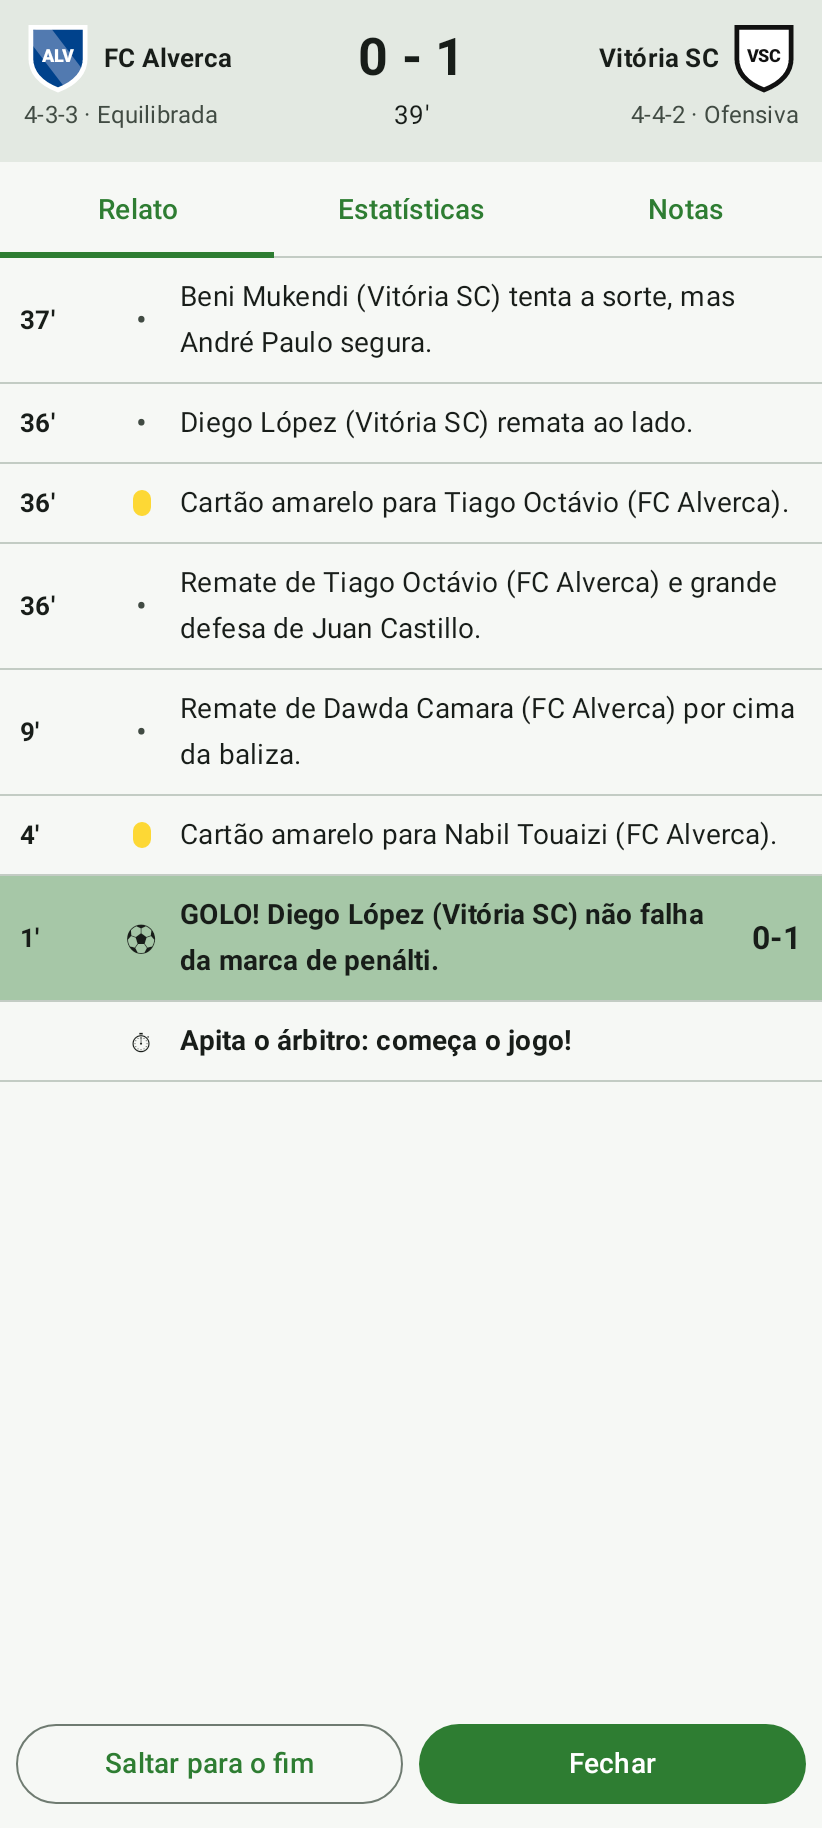 ALV FC Alverca 0 - 1 Vitória SC VSC
4-3-3 · Equilibrada 39' 4-4-2 · Ofensiva
Relato Estatísticas Notas
37' • Beni Mukendi (Vitória SC) tenta a sorte, mas
André Paulo segura.
36' • Diego López (Vitória SC) remata ao lado.
36' Cartão amarelo para Tiago Octávio (FC Alverca).
36' • Remate de Tiago Octávio (FC Alverca) e grande
defesa de Juan Castillo.
9' • Remate de Dawda Camara (FC Alverca) por cima
da baliza.
4' Cartão amarelo para Nabil Touaizi (FC Alverca).
1' ⚽ GOLO! Diego López (Vitória SC) não falha
da marca de penálti. 0-1
⏱ Apita o árbitro: começa o jogo!
Saltar para o fim Fechar